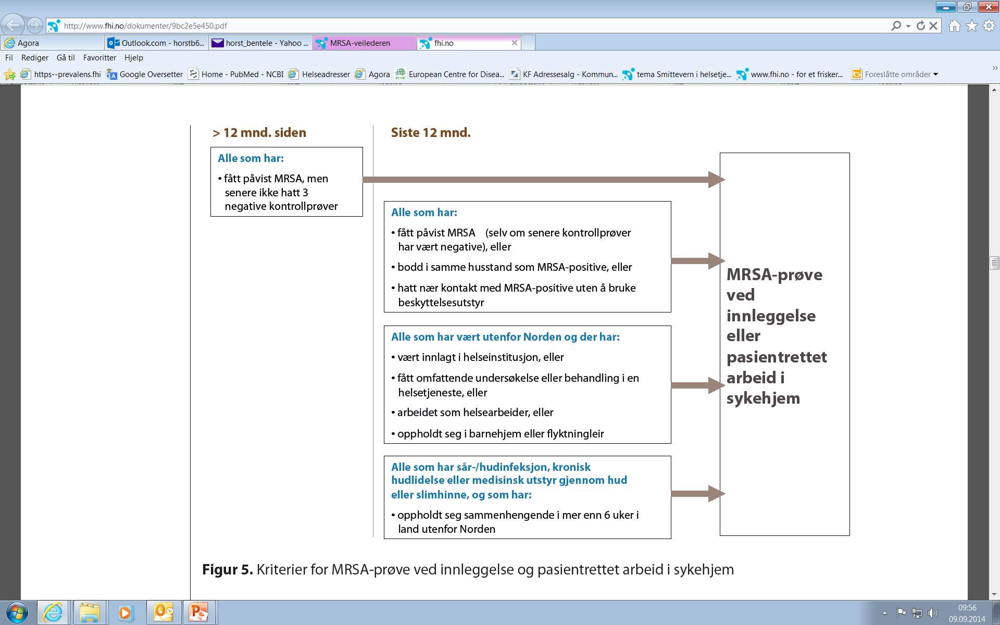 http://www.fhi.no/dokumenter/9bc2e5e450.pdf
Agora
Outlook.com - horstb6...
horst_bentele - Yahoo ...
MRSA-veilederen
fhi.no
Fil Rediger Gå til Favoritter Hjelp
https--prevalens.fhi
Google Oversetter
Home - PubMed - NCBI
Helseadresser
Agora
European Centre for Disea...
KF Adressesalg - Kommun...
tema Smittevern i helsetje...
www.fhi.no - for et frisker...
Foreslåtte områder
> 12 mnd. siden
Alle som har:
• fått påvist MRSA, men
senere ikke hatt 3
negative kontrollprøver
Siste 12 mnd.
Alle som har:
• fått påvist MRSA (selv om senere kontrollprøver
har vært negative), eller
• bodd i samme husstand som MRSA-positive, eller
• hatt nær kontakt med MRSA-positive uten å bruke
beskyttelsesutstyr
Alle som har vært utenfor Norden og der har:
• vært innlagt i helseinstitusjon, eller
• fått omfattende undersøkelse eller behandling i en
helsetjeneste, eller
• arbeidet som helsearbeider, eller
• oppholdt seg i barnehjem eller flyktningleir
Alle som har sår-/hudinfeksjon, kronisk
hudlidelse eller medisinsk utstyr gjennom hud
eller slimhinne, og som har:
• oppholdt seg sammenhengende i mer enn 6 uker i
land utenfor Norden
MRSA-prøve
ved
innleggelse
eller
pasientrettet
arbeid i
sykehjem
Figur 5. Kriterier for MRSA-prøve ved innleggelse og pasientrettet arbeid i sykehjem
09:56
09.09.2014